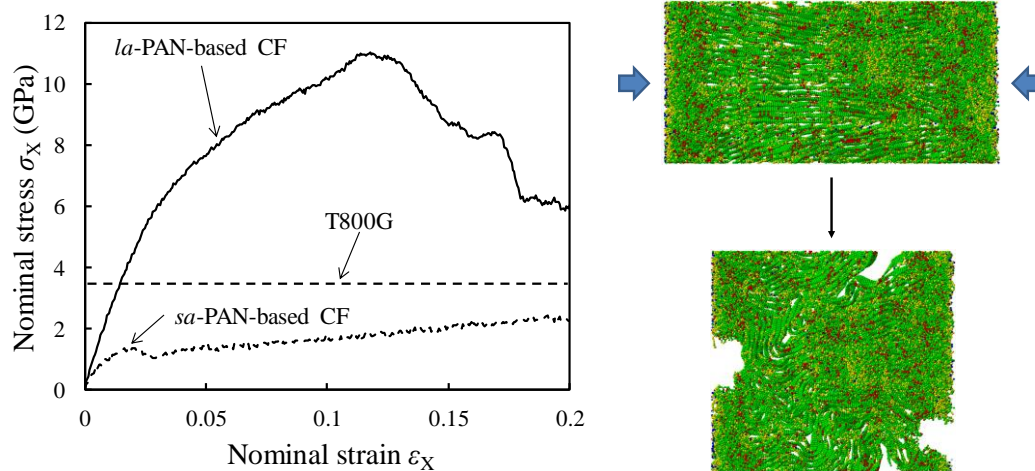 12
10
8
6
4
2
0
0
0.05
0.1
0.15
0.2
Nominal stress σX (GPa)
Nominal strain εX
la-PAN-based CF
T800G
sa-PAN-based CF